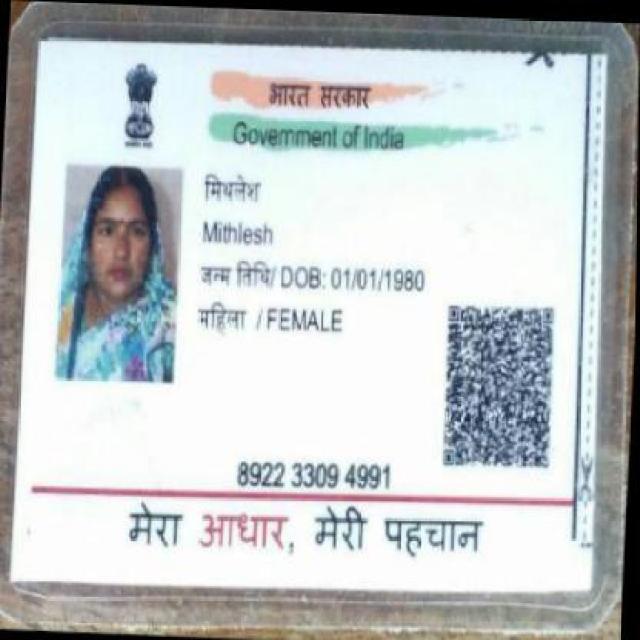 भारत सरकार
Government of India
मिथलेश
Mithlesh
जन्म तिथि/ DOB: 01/01/1980
महिला / FEMALE
8922 3309 4991
मेरा आधार, मेरी पहचान